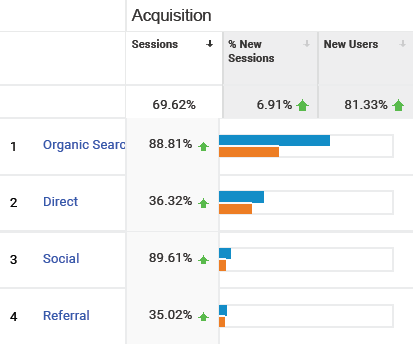 Acquisition
Sessions % New Sessions New Users
69.62% 6.91% 81.33%
1 Organic Searc 88.81%
2 Direct 36.32%
3 Social 89.61%
4 Referral 35.02%